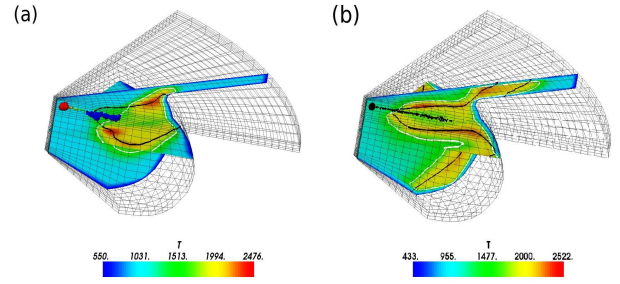 (a)
(b)
T
550. 1031. 1513. 1994. 2476.
T
433. 955. 1477. 2000. 2522.